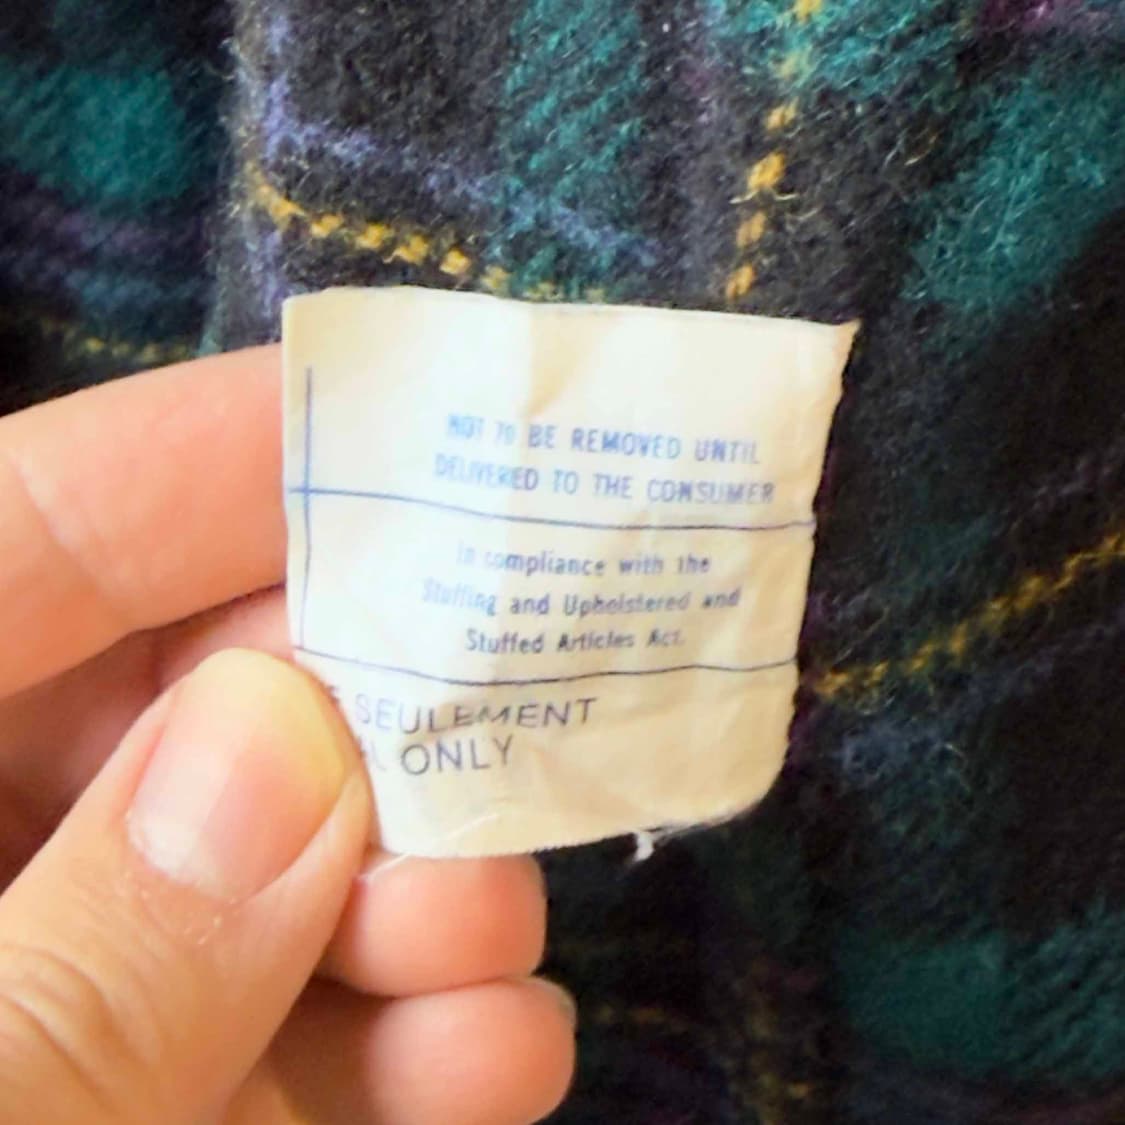 NOT TO BE REMOVED UNTIL
DELIVERED TO THE CONSUMER
In compliance with the
Stuffing and Upholstered and
Stuffed Articles Act.
SEULEMENT
ONLY